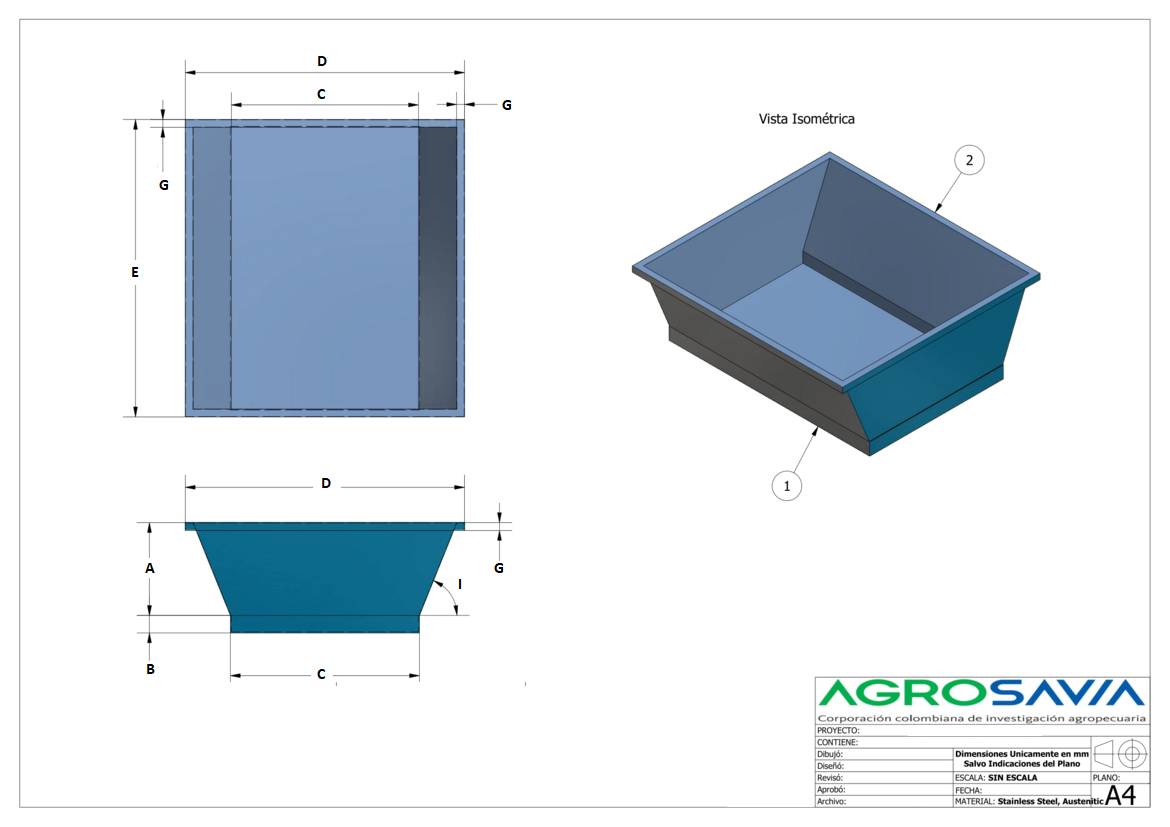 D
C
G
G
E
Vista Isométrica
2
1
D
A
G
I
B
C
AGROSAVIA
Corporación colombiana de investigación agropecuaria
PROYECTO:
CONTIENE:
Dibujó:
Dimensiones Unicamente en mm
Diseñó:
Salvo Indicaciones del Plano
Revisó:
ESCALA: SIN ESCALA
PLANO:
Aprobó:
FECHA:
A4
Archivo:
MATERIAL: Stainless Steel, Austenitic